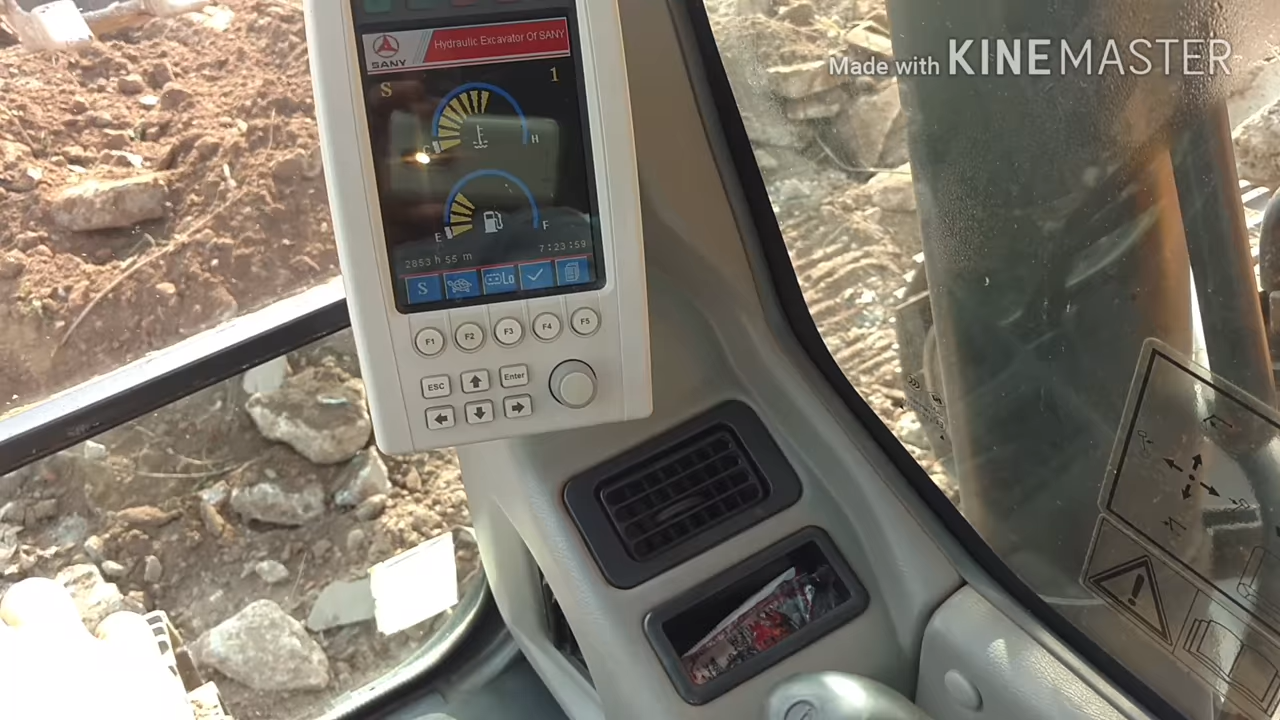 Made with KINEMASTER
SANY
Hydraulic Excavator Of SANY
S
1
C
H
E
F
2853 h 55 m
7:23:59
S
Lo
F1
F2
F3
F4
F5
ESC
Enter